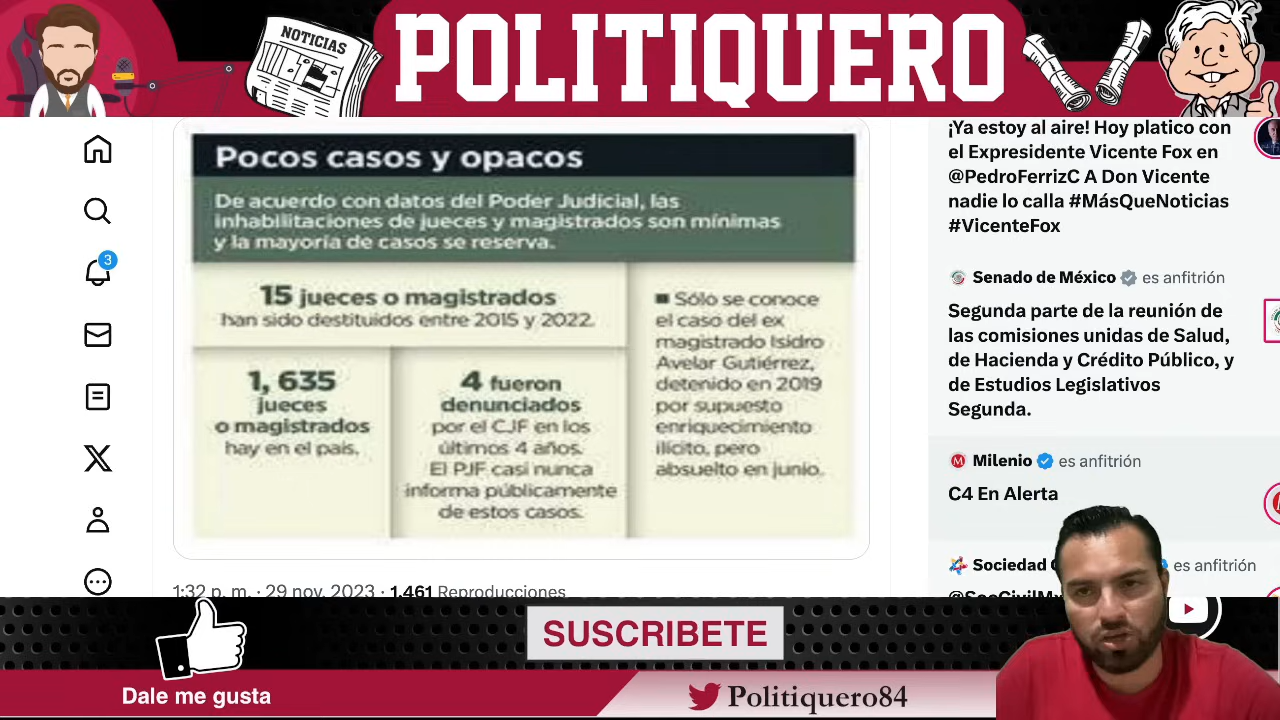 NOTICIAS
POLITIQUERO
Pocos casos y opacos
De acuerdo con datos del Poder Judicial, las
inhabilitaciones de jueces y magistrados son mínimas
y la mayoría de casos se reserva.
15 jueces o magistrados
han sido destituidos entre 2015 y 2022.
1, 635
jueces
o magistrados
hay en el país.
4 fueron
denunciados
por el CJF en los
últimos 4 años.
El PJF casi nunca
informa públicamente
de estos casos.
■ Sólo se conoce
el caso del ex
magistrado Isidro
Avelar Gutiérrez,
detenido en 2019
por supuesto
enriquecimiento
ilícito, pero
absuelto en junio.
1:32 p. m. · 29 nov. 2023 · 1,461 Reproducciones
3
¡Ya estoy al aire! Hoy platico con
el Expresidente Vicente Fox en
@PedroFerrizC A Don Vicente
nadie lo calla #MásQueNoticias
#VicenteFox
Senado de México es anfitrión
Segunda parte de la reunión de
las comisiones unidas de Salud,
de Hacienda y Crédito Público, y
de Estudios Legislativos
Segunda.
Milenio es anfitrión
C4 En Alerta
Sociedad es anfitrión
SUSCRIBETE
Dale me gusta
Politiquero84